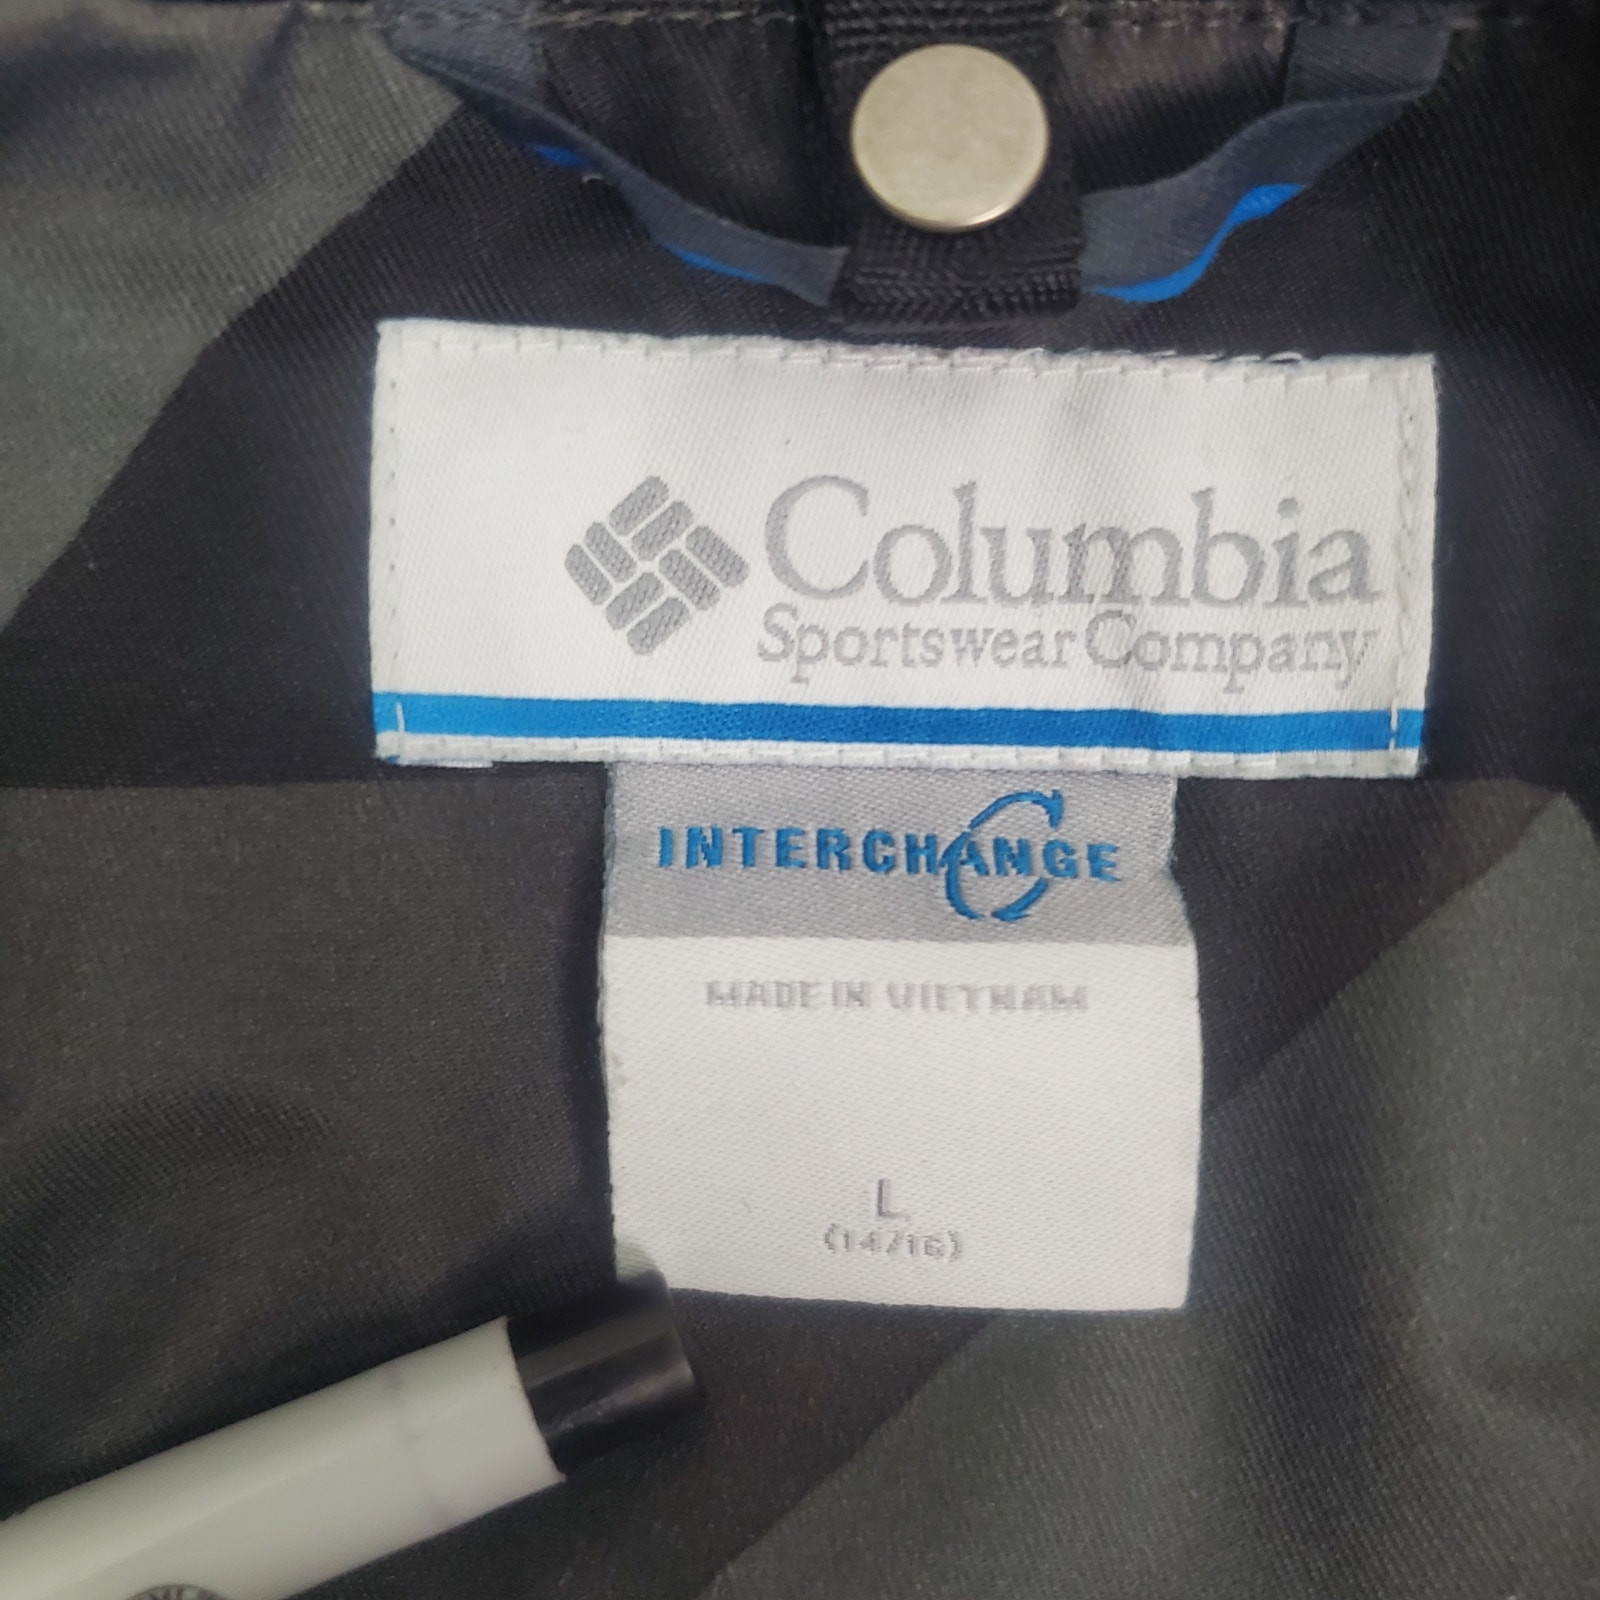 Columbia
Sportswear Company
INTERCHANGE
MADE IN VIETNAM
L
(14/16)